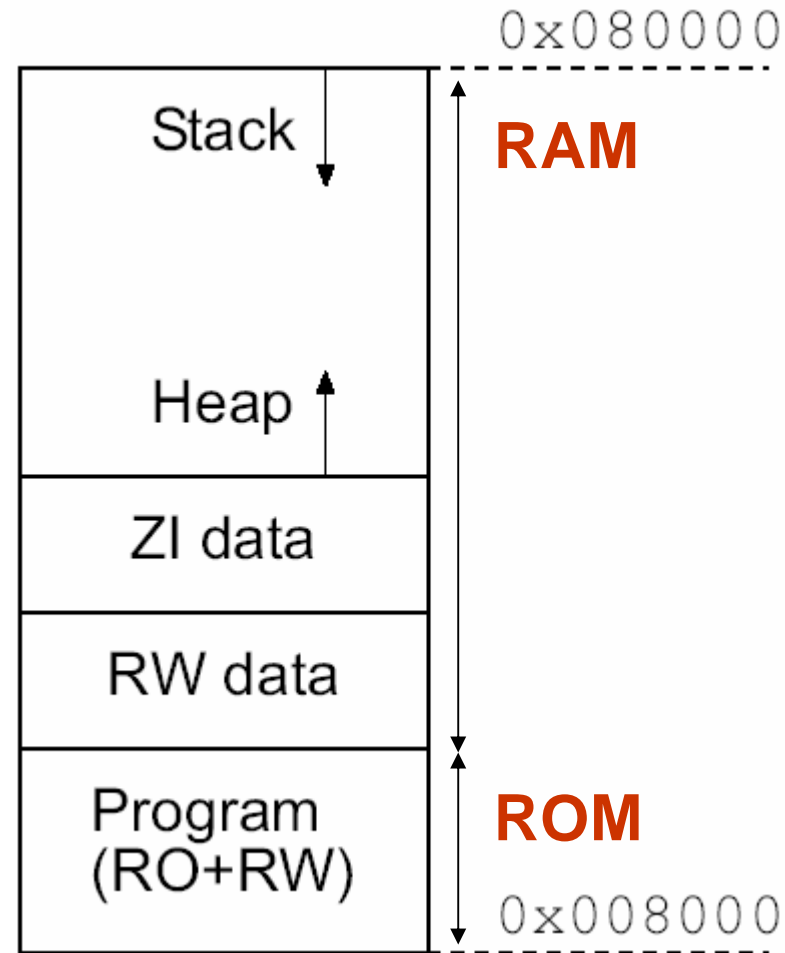 0x080000
Stack
RAM
Heap
ZI data
RW data
Program
(RO+RW)
ROM
0x008000